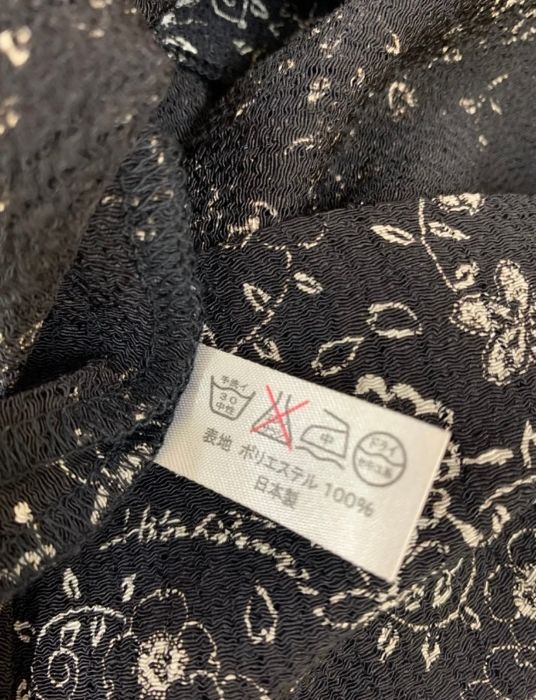 手洗イ
30
中性
中
ドライ
表地 ポリエステル 100%
日本製